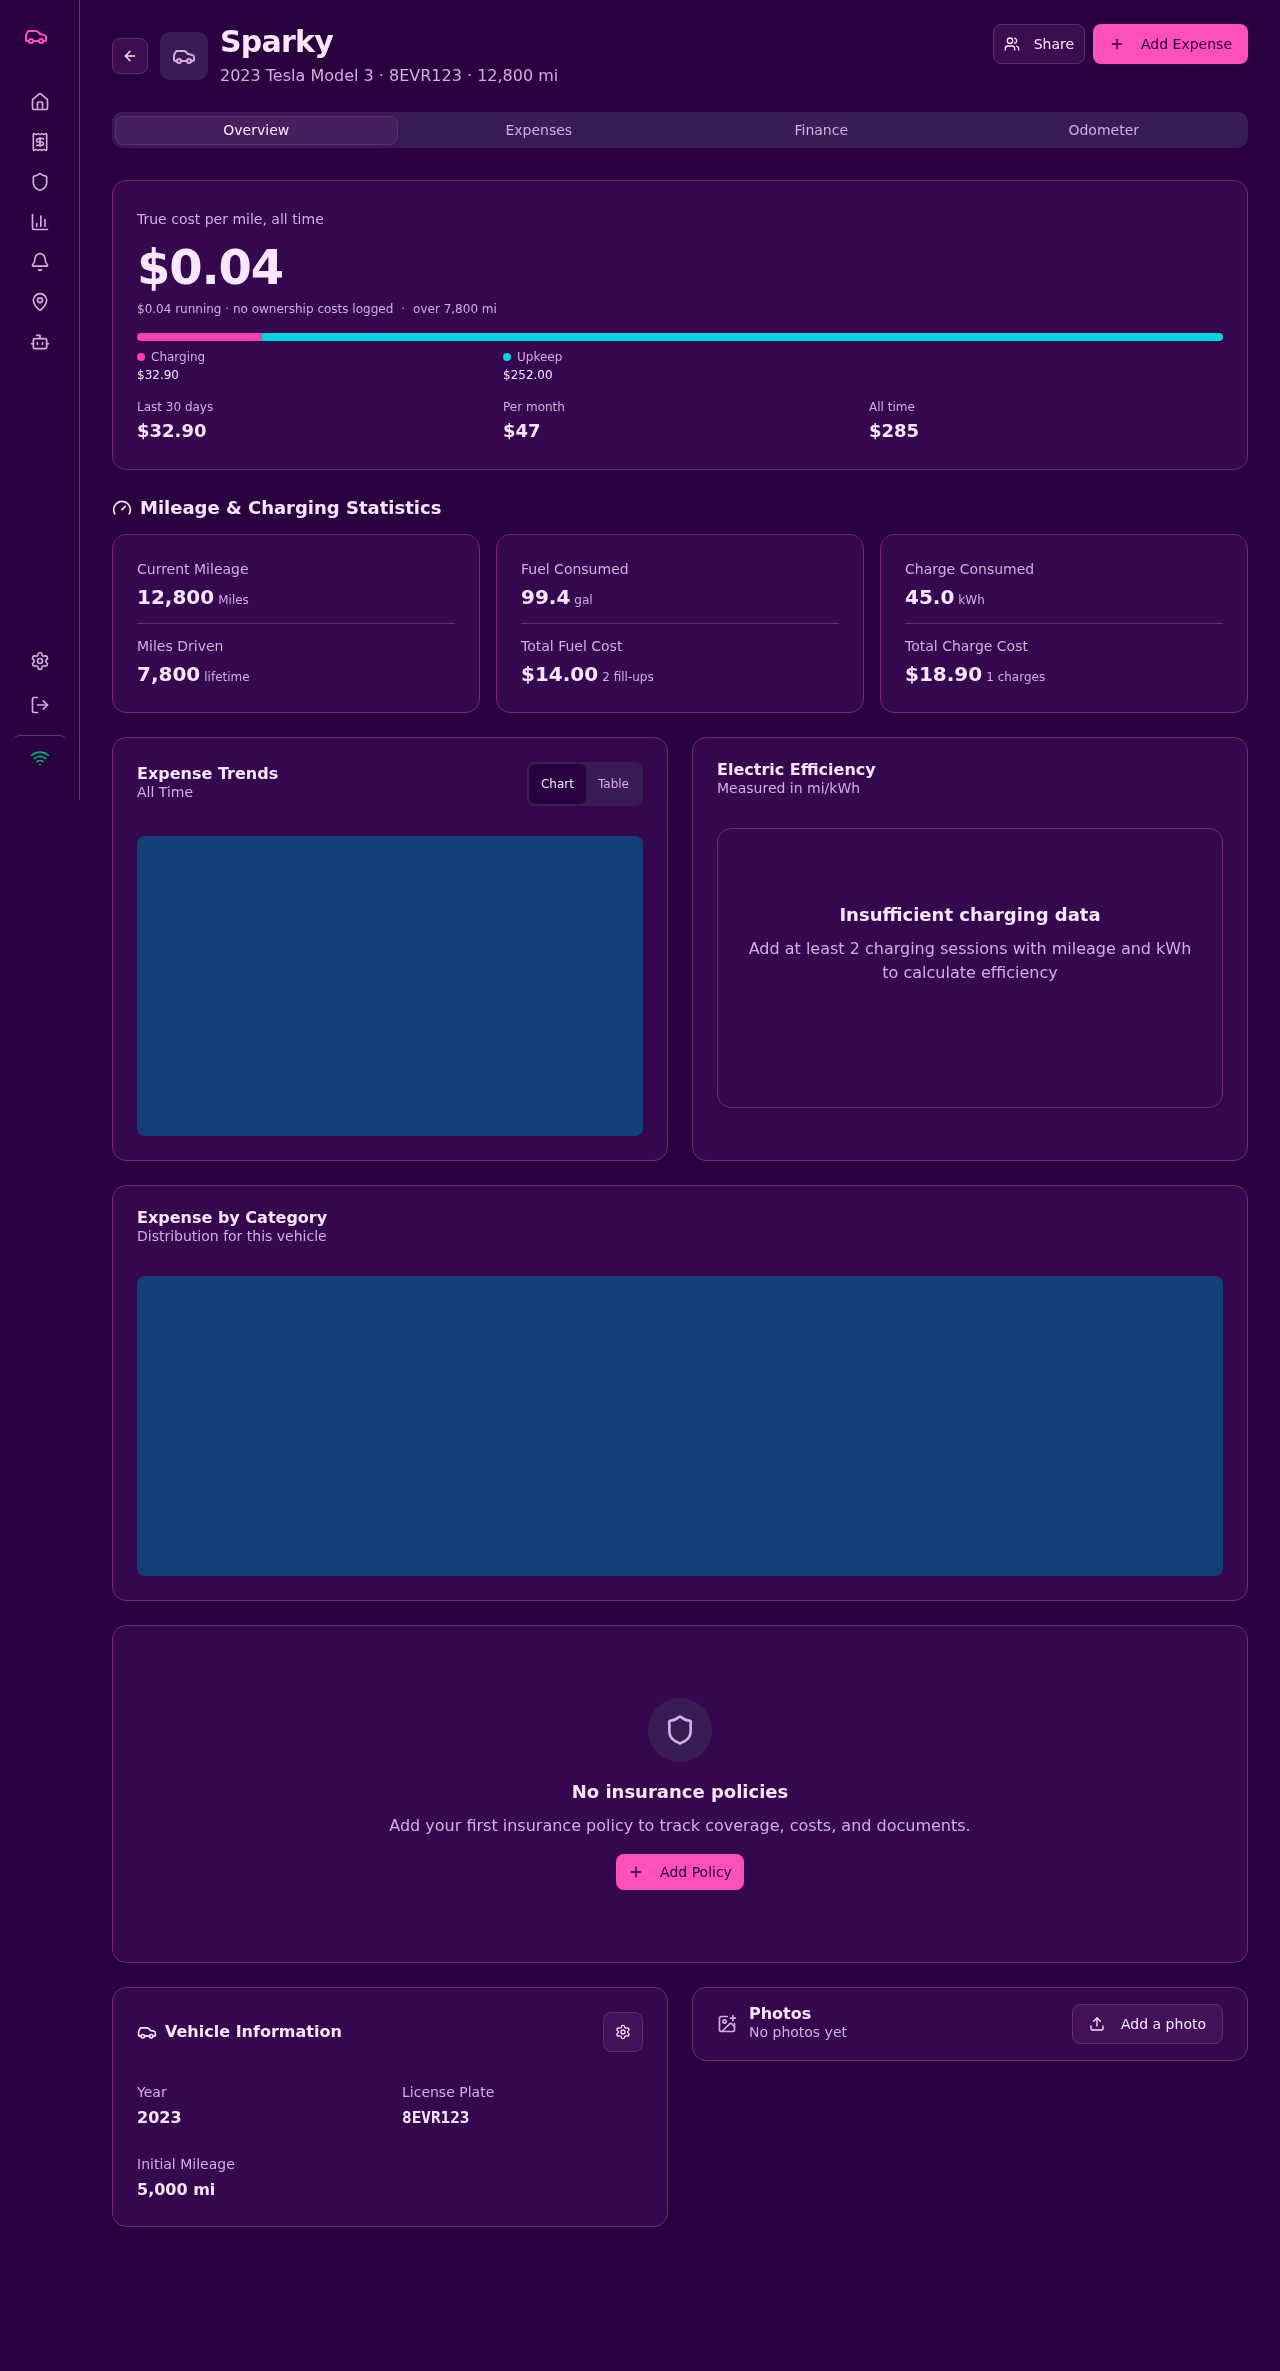 Sparky
2023 Tesla Model 3 · 8EVR123 · 12,800 mi
Share
Add Expense
Overview
Expenses
Finance
Odometer
True cost per mile, all time
$0.04
$0.04 running · no ownership costs logged · over 7,800 mi
Charging
$32.90
Upkeep
$252.00
Last 30 days
$32.90
Per month
$47
All time
$285
Mileage & Charging Statistics
Current Mileage
12,800 Miles
Miles Driven
7,800 lifetime
Fuel Consumed
99.4 gal
Total Fuel Cost
$14.00 2 fill-ups
Charge Consumed
45.0 kWh
Total Charge Cost
$18.90 1 charges
Expense Trends
All Time
Chart
Table
Electric Efficiency
Measured in mi/kWh
Insufficient charging data
Add at least 2 charging sessions with mileage and kWh
to calculate efficiency
Expense by Category
Distribution for this vehicle
No insurance policies
Add your first insurance policy to track coverage, costs, and documents.
Add Policy
Vehicle Information
Year
2023
License Plate
8EVR123
Initial Mileage
5,000 mi
Photos
No photos yet
Add a photo